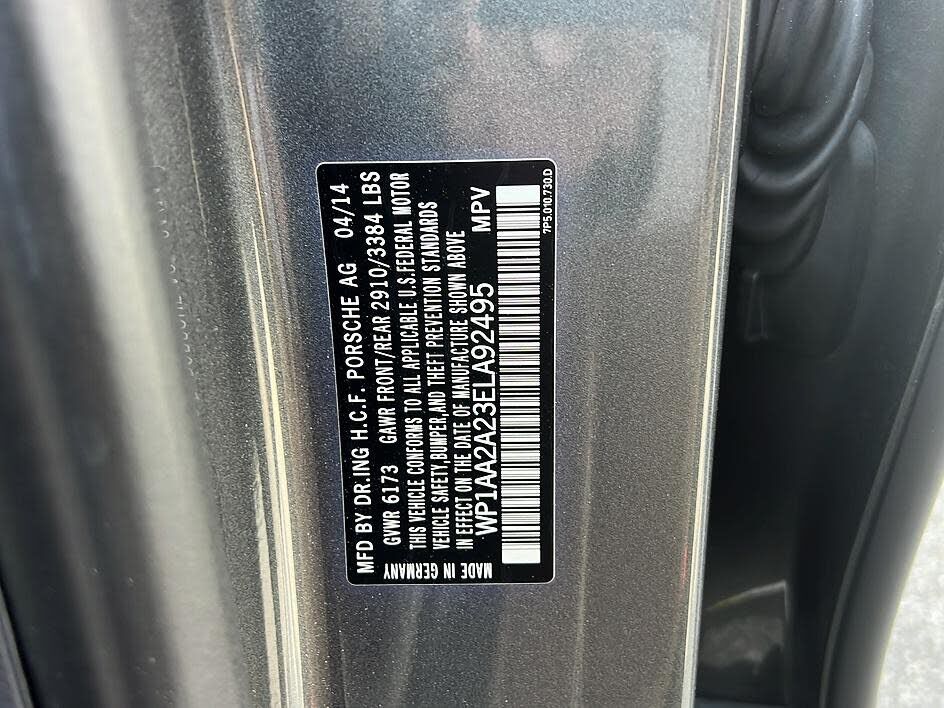 MFD BY DR.ING H.C.F. PORSCHE AG 04/14
GVWR 6173 GAWR FRONT/REAR 2910/3384 LBS
THIS VEHICLE CONFORMS TO ALL APPLICABLE U.S.FEDERAL MOTOR
VEHICLE SAFETY,BUMPER,AND THEFT PREVENTION STANDARDS
IN EFFECT ON THE DATE OF MANUFACTURE SHOWN ABOVE
WP1AA2A23ELA92495 MPV
7P5.010.730.D
MADE IN GERMANY